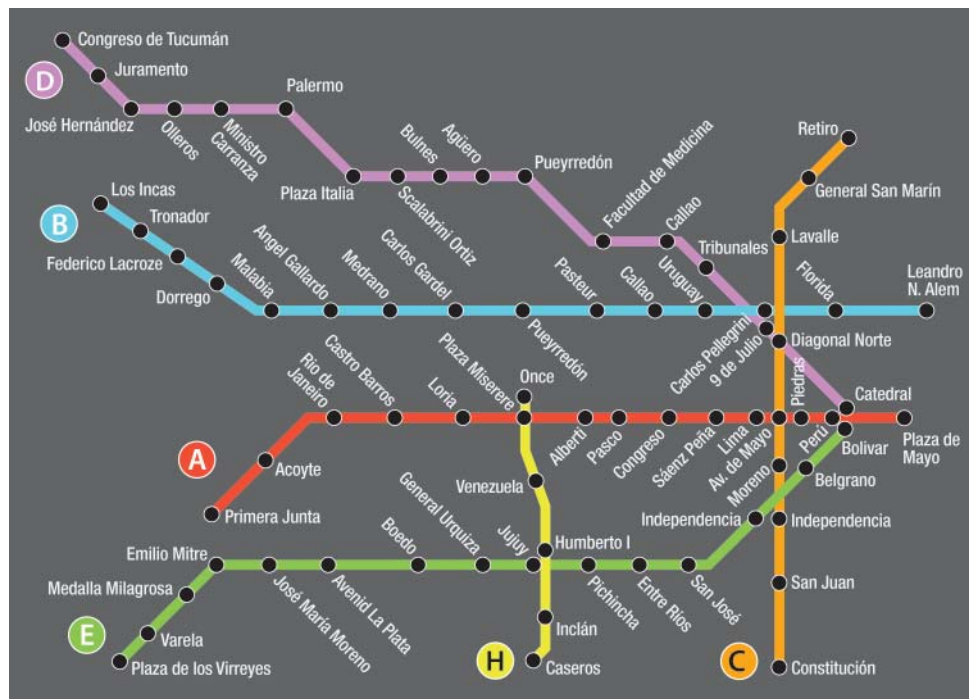 Congreso de Tucumán
Juramento
D
José Hernández
Olleros
Ministro
Carranza
Palermo
Plaza Italia
Scalabrini Ortiz
Bulnes
Agüero
Pueyrredón
Facultad de Medicina
Callao
Tribunales
Retiro
General San Marín
Lavalle
Los Incas
B
Tronador
Federico Lacroze
Dorrego
Malabia
Angel Gallardo
Medrano
Carlos Gardel
Pueyrredón
Pasteur
Callao
Uruguay
Carlos Pellegrini
9 de Julio
Florida
Leandro
N. Alem
Diagonal Norte
Catedral
Rio de
Janeiro
Castro Barros
Loria
Plaza Miserere
Once
Alberti
Pasco
Congreso
Sáenz Peña
Lima
Av. de Mayo
Piedras
Perú
Plaza de
Mayo
Bolivar
A
Acoyte
Primera Junta
Venezuela
Moreno
Belgrano
Independencia
Independencia
Emilio Mitre
Medalla Milagrosa
Varela
E
Plaza de los Virreyes
José María Moreno
Avenid La Plata
Boedo
General Urquiza
Jujuy
Humberto I
Pichincha
Entre Rios
San José
San Juan
Inclán
H
Caseros
C
Constitución